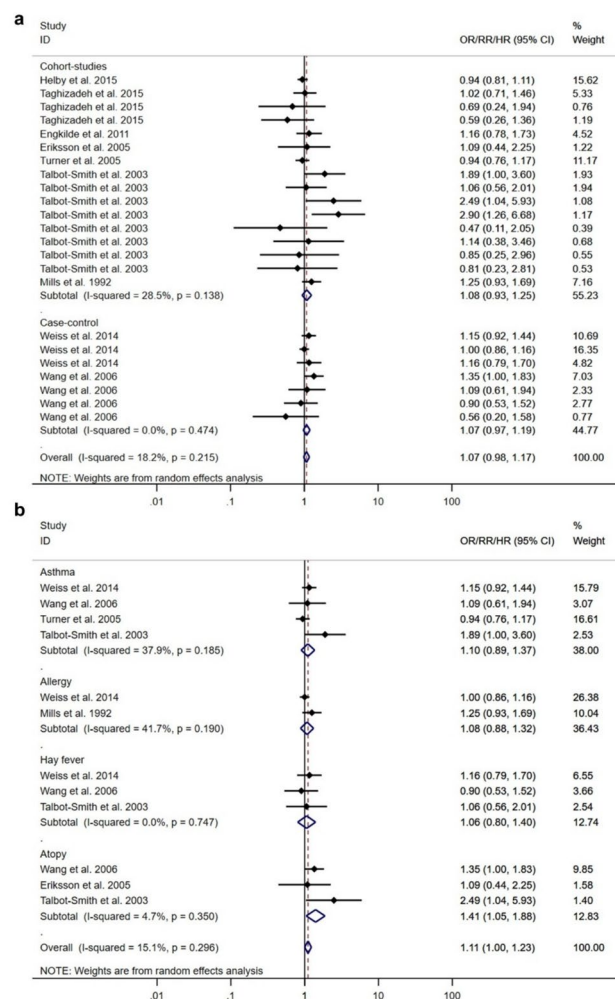 a
Study %
ID OR/RR/HR (95% CI) Weight
Cohort-studies
Helby et al. 2015 0.94 (0.81, 1.11) 15.62
Taghizadeh et al. 2015 1.02 (0.71, 1.46) 5.33
Taghizadeh et al. 2015 0.69 (0.24, 1.94) 0.76
Taghizadeh et al. 2015 0.59 (0.26, 1.36) 1.19
Engkilde et al. 2011 1.16 (0.78, 1.73) 4.52
Eriksson et al. 2005 1.09 (0.44, 2.25) 1.22
Turner et al. 2005 0.94 (0.76, 1.17) 11.17
Talbot-Smith et al. 2003 1.89 (1.00, 3.60) 1.93
Talbot-Smith et al. 2003 1.06 (0.56, 2.01) 1.94
Talbot-Smith et al. 2003 2.49 (1.04, 5.93) 1.08
Talbot-Smith et al. 2003 2.90 (1.26, 6.68) 1.17
Talbot-Smith et al. 2003 0.47 (0.11, 2.05) 0.39
Talbot-Smith et al. 2003 1.14 (0.38, 3.46) 0.68
Talbot-Smith et al. 2003 0.85 (0.25, 2.96) 0.55
Talbot-Smith et al. 2003 0.81 (0.23, 2.81) 0.53
Mills et al. 1992 1.25 (0.93, 1.69) 7.16
Subtotal (I-squared = 28.5%, p = 0.138) 1.08 (0.93, 1.25) 55.23
.
Case-control
Weiss et al. 2014 1.15 (0.92, 1.44) 10.69
Weiss et al. 2014 1.00 (0.86, 1.16) 16.35
Weiss et al. 2014 1.16 (0.79, 1.70) 4.82
Wang et al. 2006 1.35 (1.00, 1.83) 7.03
Wang et al. 2006 1.09 (0.61, 1.94) 2.33
Wang et al. 2006 0.90 (0.53, 1.52) 2.77
Wang et al. 2006 0.56 (0.20, 1.58) 0.77
Subtotal (I-squared = 0.0%, p = 0.474) 1.07 (0.97, 1.19) 44.77
.
Overall (I-squared = 18.2%, p = 0.215) 1.07 (0.98, 1.17) 100.00
NOTE: Weights are from random effects analysis
.01 .1 1 10 100
b
Study %
ID OR/RR/HR (95% CI) Weight
Asthma
Weiss et al. 2014 1.15 (0.92, 1.44) 15.79
Wang et al. 2006 1.09 (0.61, 1.94) 3.07
Turner et al. 2005 0.94 (0.76, 1.17) 16.61
Talbot-Smith et al. 2003 1.89 (1.00, 3.60) 2.53
Subtotal (I-squared = 37.9%, p = 0.185) 1.10 (0.89, 1.37) 38.00
.
Allergy
Weiss et al. 2014 1.00 (0.86, 1.16) 26.38
Mills et al. 1992 1.25 (0.93, 1.69) 10.04
Subtotal (I-squared = 41.7%, p = 0.190) 1.08 (0.88, 1.32) 36.43
.
Hay fever
Weiss et al. 2014 1.16 (0.79, 1.70) 6.55
Wang et al. 2006 0.90 (0.53, 1.52) 3.66
Talbot-Smith et al. 2003 1.06 (0.56, 2.01) 2.54
Subtotal (I-squared = 0.0%, p = 0.747) 1.06 (0.80, 1.40) 12.74
.
Atopy
Wang et al. 2006 1.35 (1.00, 1.83) 9.85
Eriksson et al. 2005 1.09 (0.44, 2.25) 1.58
Talbot-Smith et al. 2003 2.49 (1.04, 5.93) 1.40
Subtotal (I-squared = 4.7%, p = 0.350) 1.41 (1.05, 1.88) 12.83
.
Overall (I-squared = 15.1%, p = 0.296) 1.11 (1.00, 1.23) 100.00
NOTE: Weights are from random effects analysis
.01 .1 1 10 100